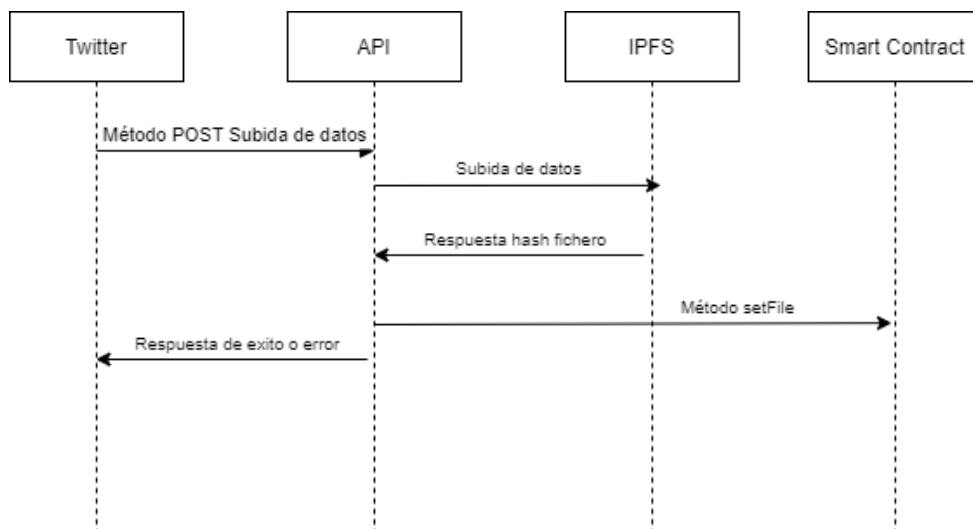 Twitter
API
IPFS
Smart Contract
Método POST Subida de datos
Subida de datos
Respuesta hash fichero
Método setFile
Respuesta de exito o error